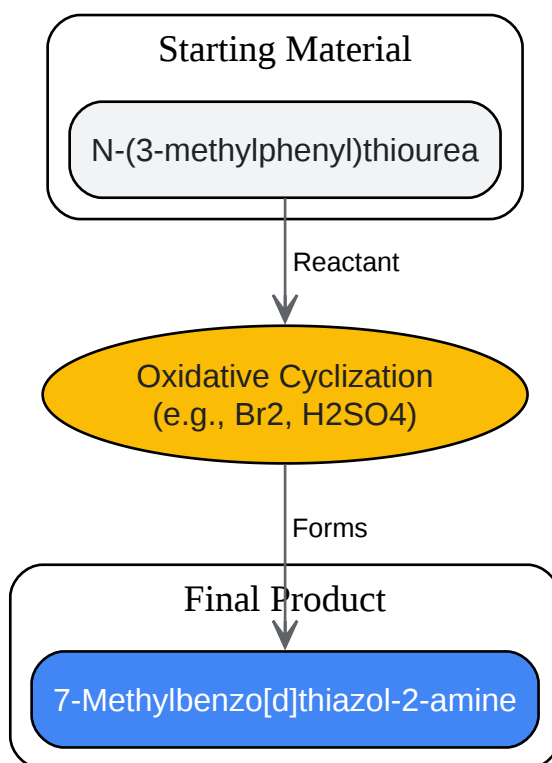 Starting Material
N-(3-methylphenyl)thiourea
Reactant
Oxidative Cyclization
(e.g., Br2, H2SO4)
Forms
Final Product
7-Methylbenzo[d]thiazol-2-amine